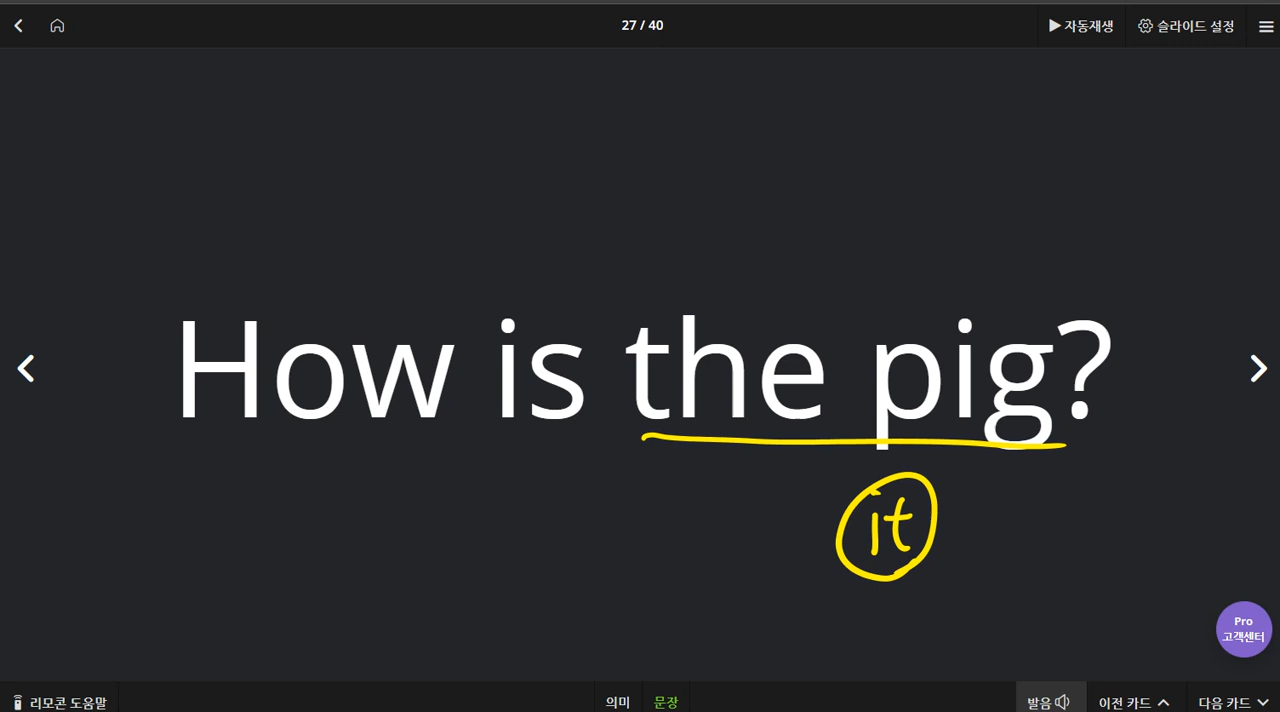 27 / 40
자동재생
슬라이드 설정
How is the pig?
it
Pro
고객센터
리모콘 도움말
의미
문장
발음
이전 카드
다음 카드